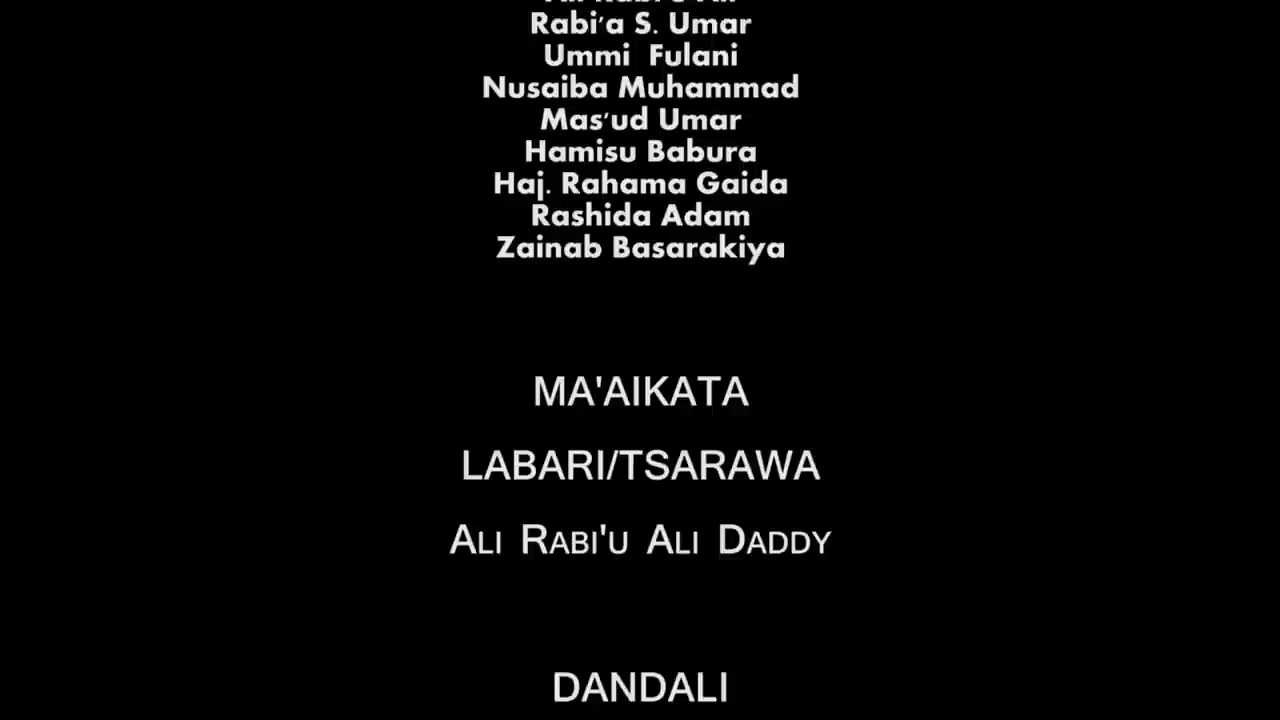 Rabi'a S. Umar
Ummi Fulani
Nusaiba Muhammad
Mas'ud Umar
Hamisu Babura
Haj. Rahama Gaida
Rashida Adam
Zainab Basarakiya
MA'AIKATA
LABARI/TSARAWA
ALI RABI'U ALI DADDY
DANDALI